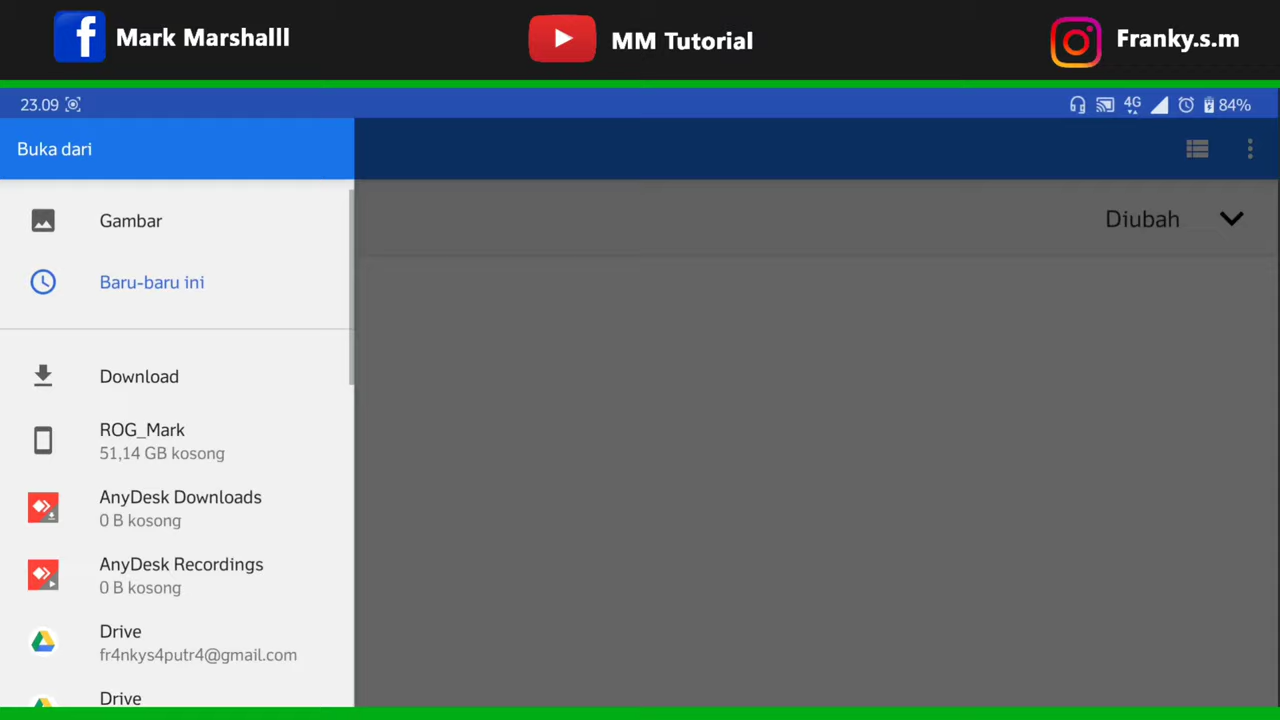 Mark Marshalll
MM Tutorial
Franky.s.m
23.09
4G
84%
Buka dari
Gambar
Diubah
Baru-baru ini
Download
ROG_Mark
51,14 GB kosong
AnyDesk Downloads
0 B kosong
AnyDesk Recordings
0 B kosong
Drive
fr4nkys4putr4@gmail.com
Drive